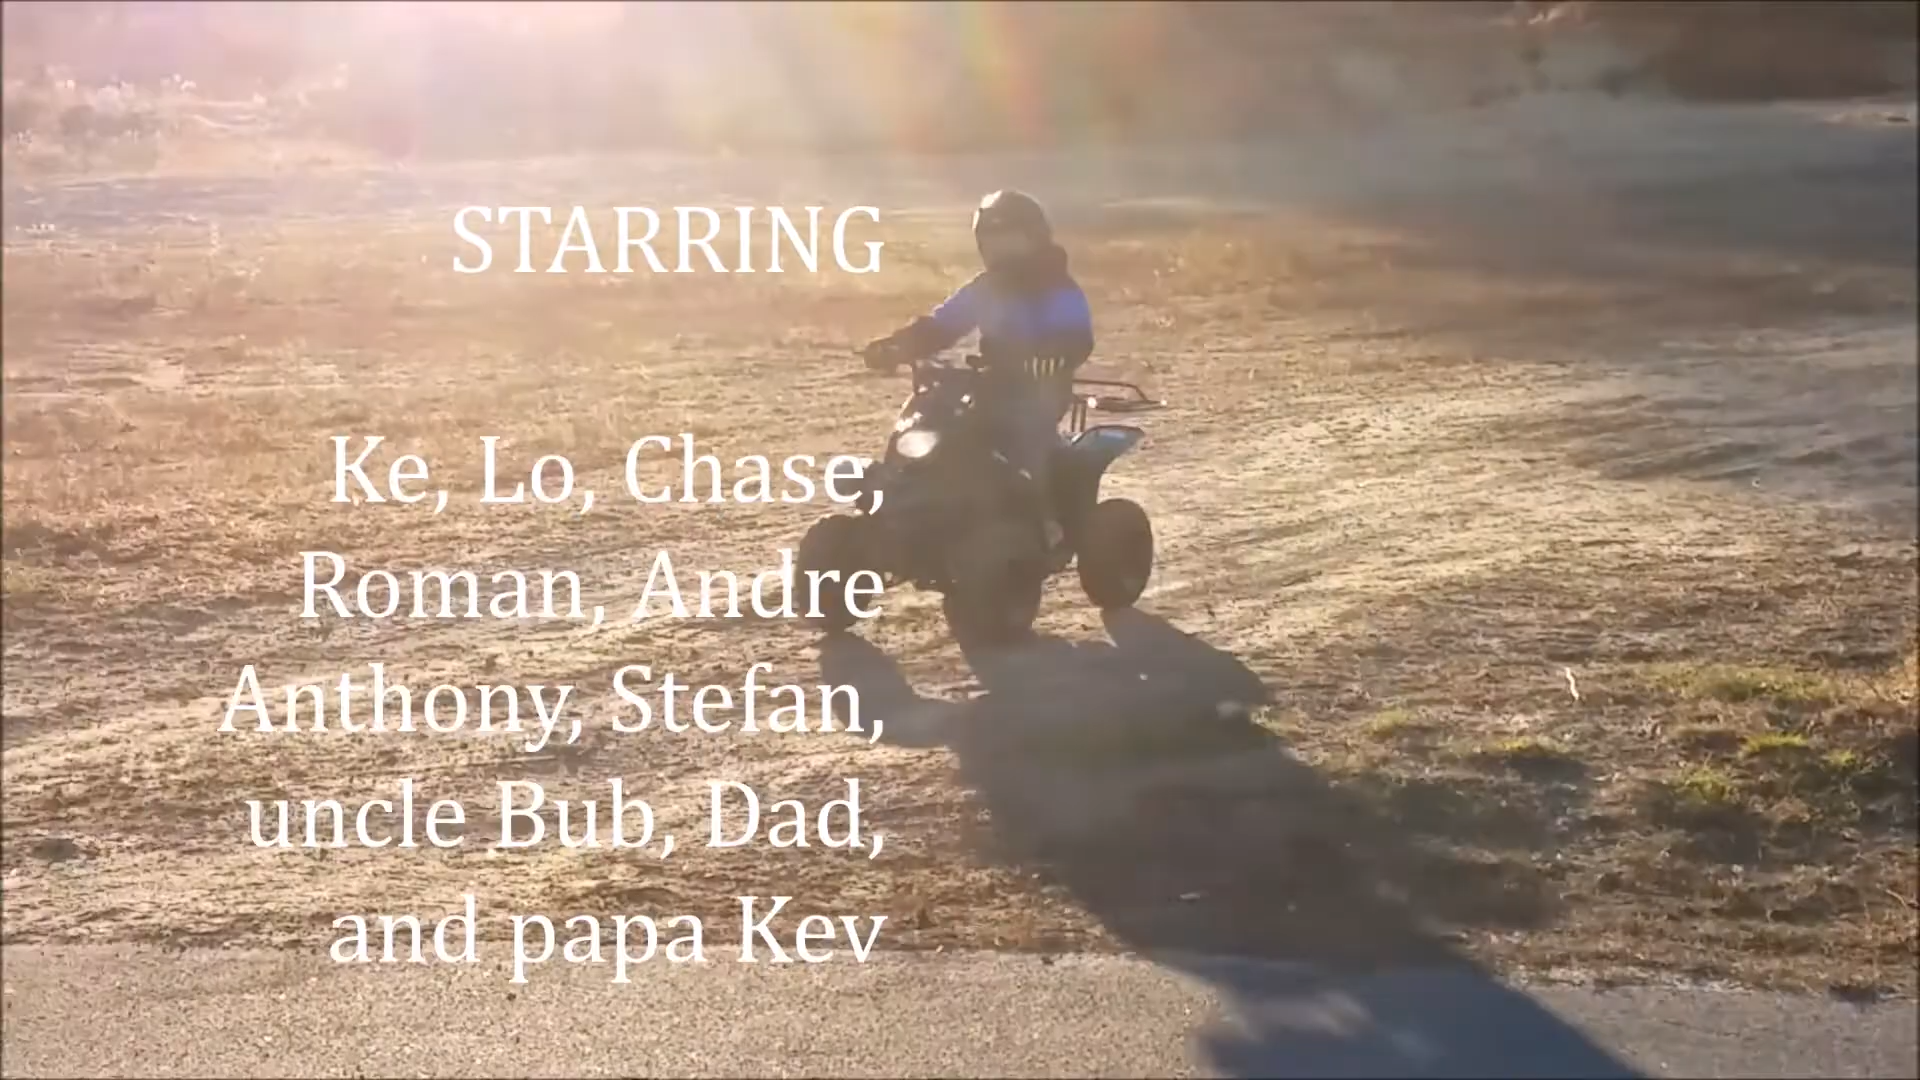 STARRING
Ke, Lo, Chase,
Roman, Andre
Anthony, Stefan,
uncle Bub, Dad,
and papa Kev